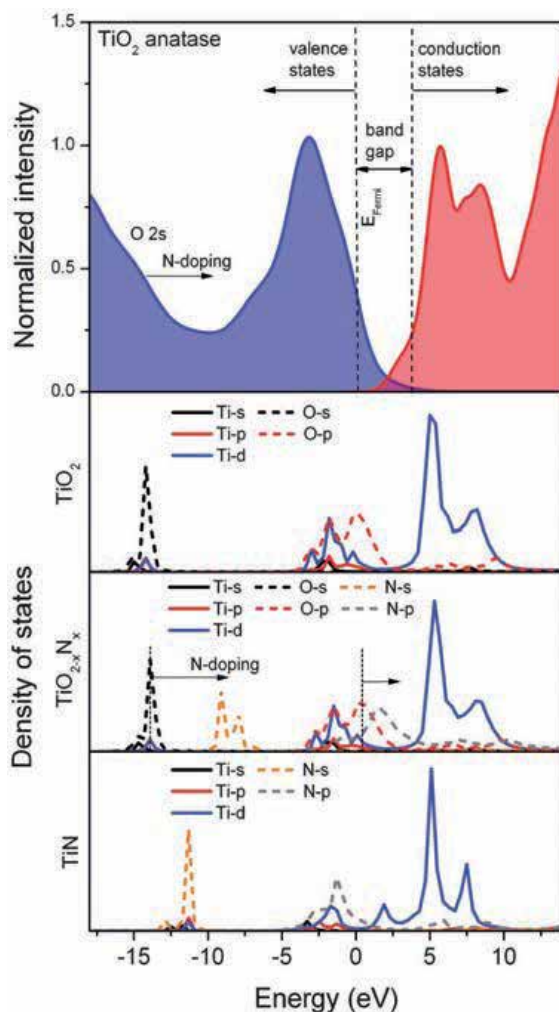 TiO2 anatase
valence states
conduction states
band gap
EFermi
O 2s
N-doping
Normalized intensity
1.5
1.0
0.5
0.0
Ti-s O-s
Ti-p O-p
Ti-d
TiO2
Ti-s O-s N-s
Ti-p O-p N-p
Ti-d
N-doping
TiO2-xNx
Ti-s N-s
Ti-p N-p
Ti-d
TiN
Density of states
-15 -10 -5 0 5 10
Energy (eV)